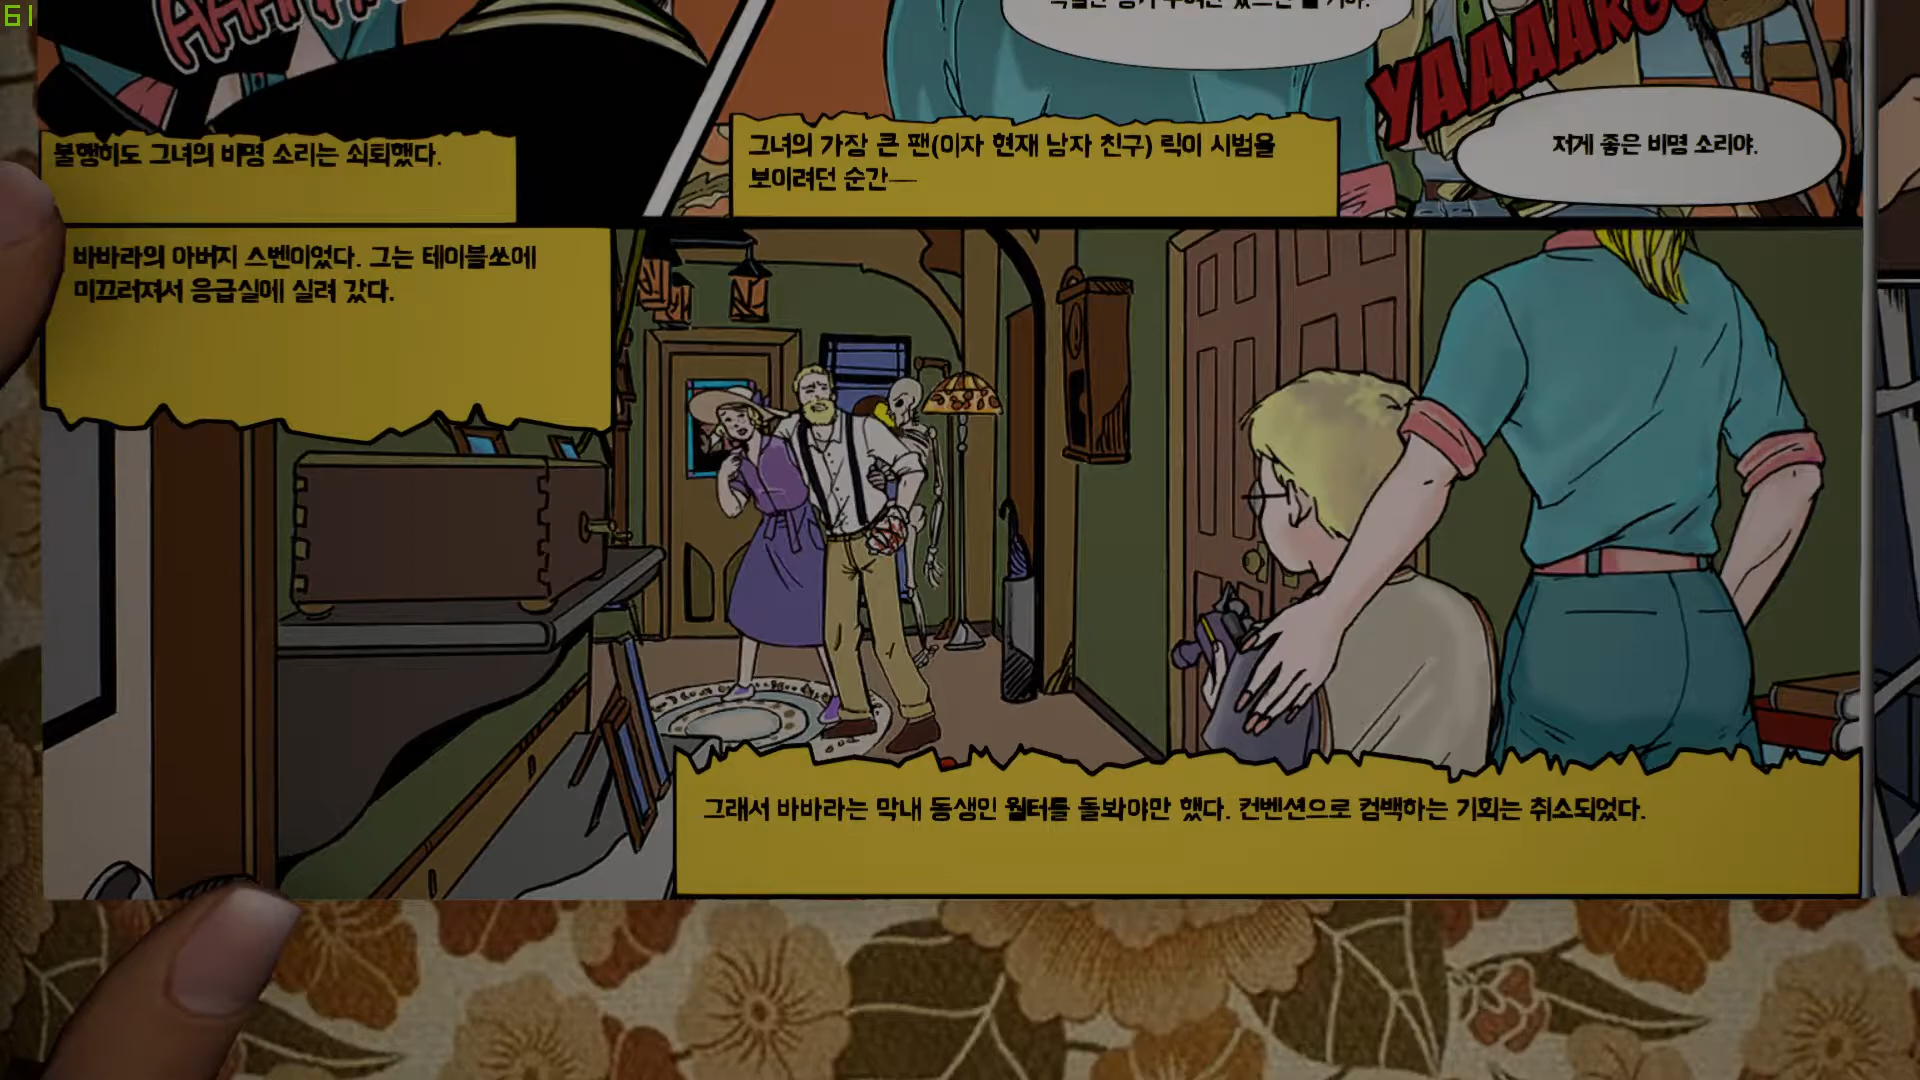 61
불행히도 그녀의 비명 소리는 쇠퇴했다.
그녀의 가장 큰 팬(이자 현재 남자 친구) 릭이 시범을
보이려던 순간—
저게 좋은 비명 소리야.
바바라의 아버지 스벤이었다. 그는 테이블쏘에
미끄러져서 응급실에 실려 갔다.
그래서 바바라는 막내 동생인 월터를 돌봐야만 했다. 컨벤션으로 컴백하는 기회는 취소되었다.